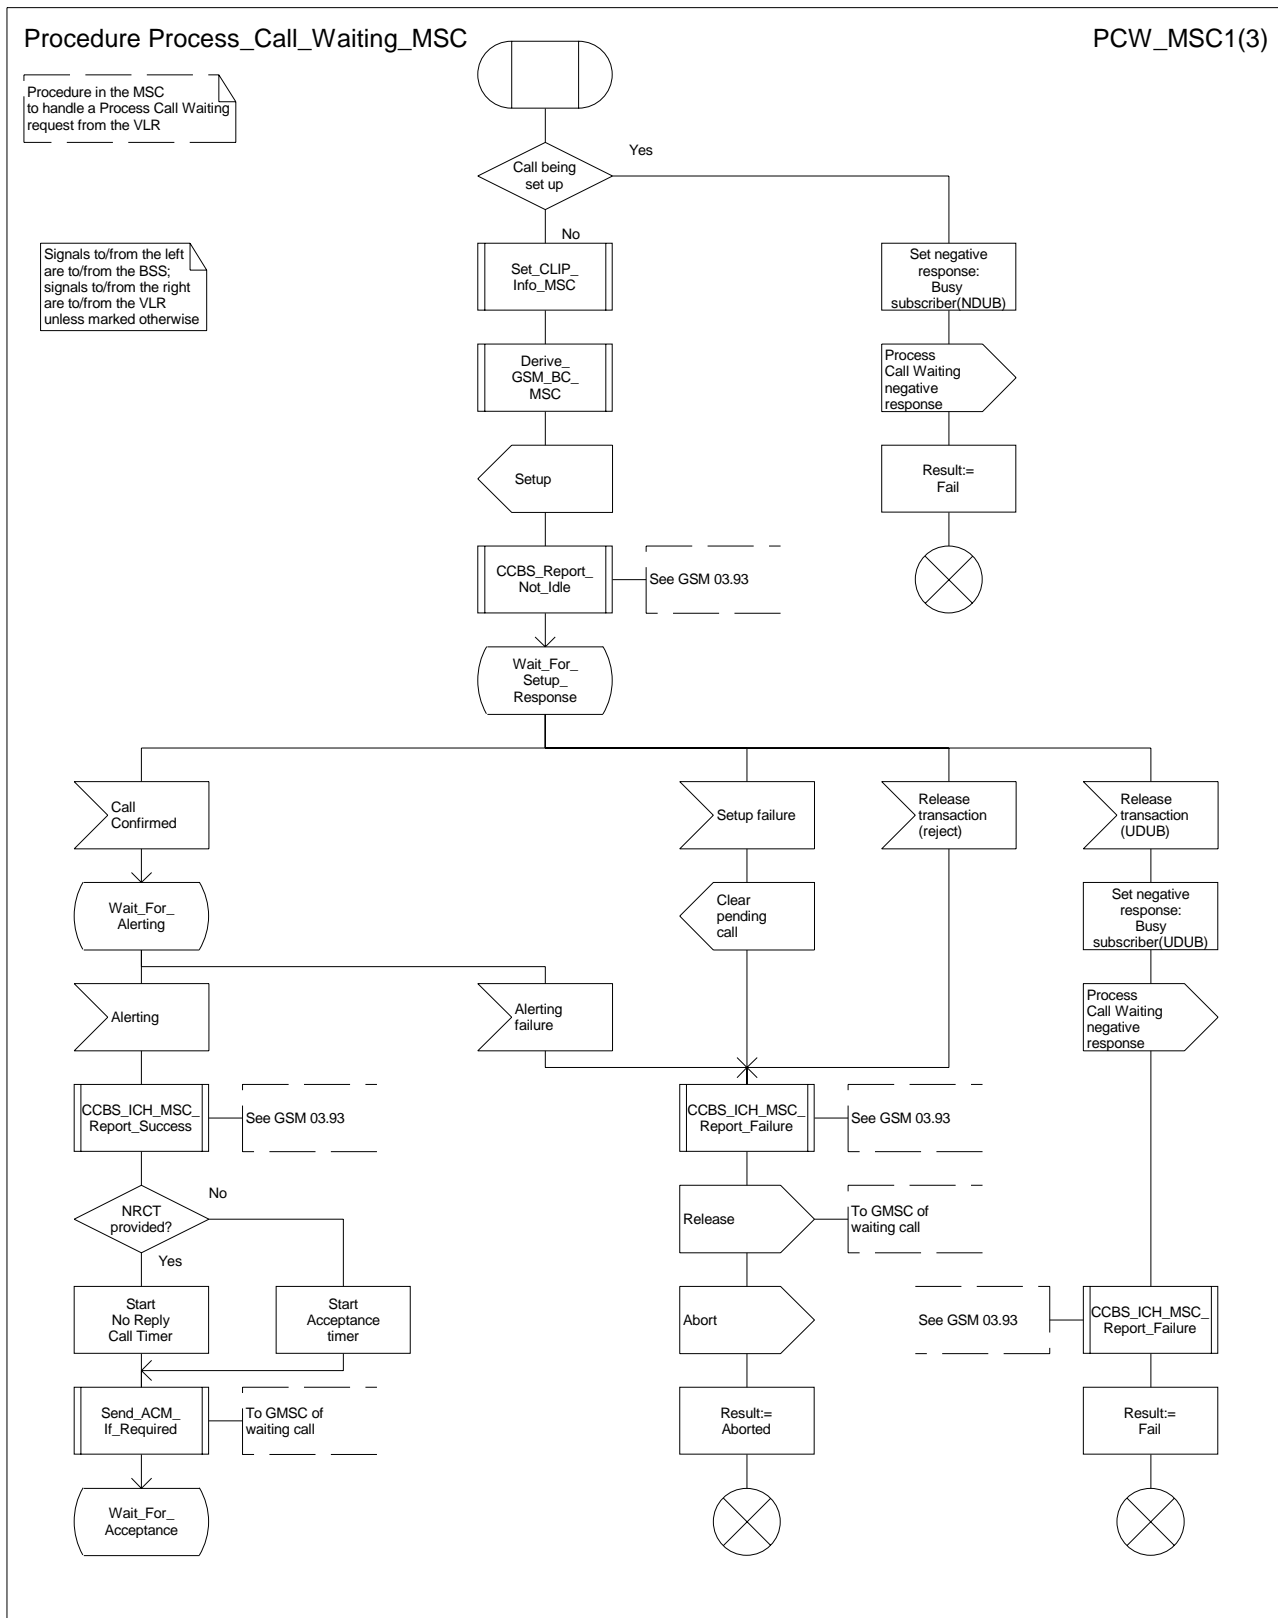 Procedure Process_Call_Waiting_MSC
PCW_MSC1(3)
Procedure in the MSC
to handle a Process Call Waiting
request from the VLR
Yes
Call being
set up
No
Signals to/from the left
are to/from the BSS;
signals to/from the right
are to/from the VLR
unless marked otherwise
Set_CLIP_
Info_MSC
Set negative
response:
Busy
subscriber(NDUB)
Derive_
GSM_BC_
MSC
Process
Call Waiting
negative
response
Setup
Result:=
Fail
CCBS_Report_
Not_Idle
See GSM 03.93
Wait_For_
Setup_
Response
Call
Confirmed
Setup failure
Release
transaction
(reject)
Release
transaction
(UDUB)
Wait_For_
Alerting
Clear
pending
call
Set negative
response:
Busy
subscriber(UDUB)
Alerting
Alerting
failure
Process
Call Waiting
negative
response
CCBS_ICH_MSC_
Report_Success
See GSM 03.93
CCBS_ICH_MSC_
Report_Failure
See GSM 03.93
No
NRCT
provided?
Yes
Release
To GMSC of
waiting call
Start
No Reply
Call Timer
Start
Acceptance
timer
Abort
See GSM 03.93
CCBS_ICH_MSC_
Report_Failure
Send_ACM_
If_Required
To GMSC of
waiting call
Result:=
Aborted
Result:=
Fail
Wait_For_
Acceptance